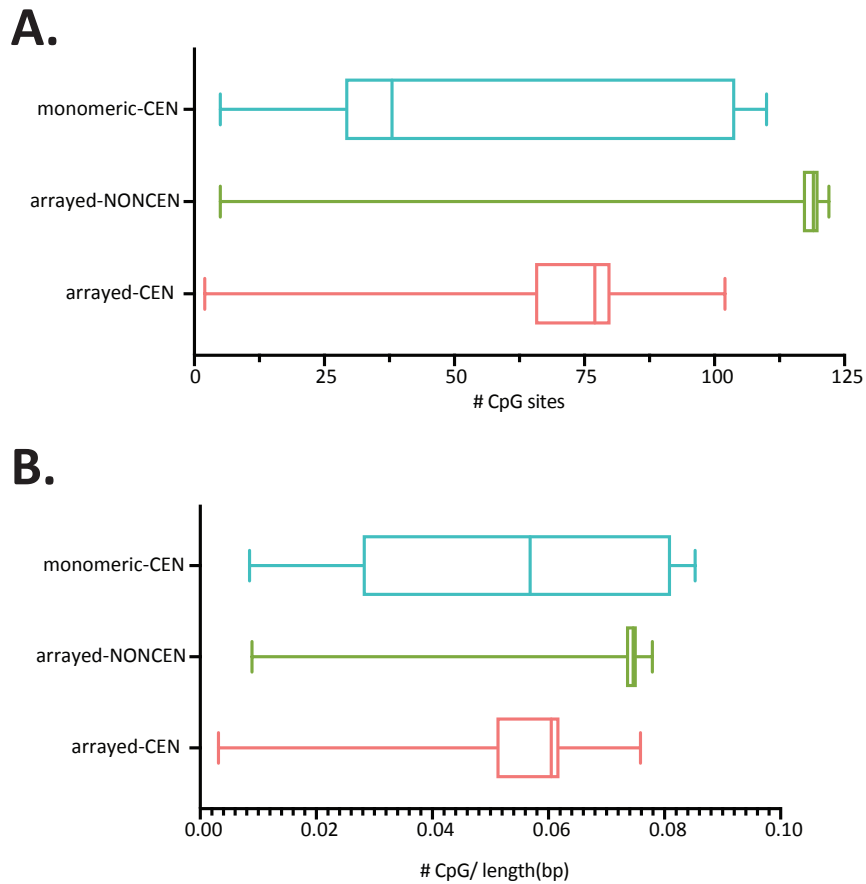 A.
monomeric-CEN
arrayed-NONCEN
arrayed-CEN
0 25 50 75 100 125
# CpG sites
B.
monomeric-CEN
arrayed-NONCEN
arrayed-CEN
0.00 0.02 0.04 0.06 0.08 0.10
# CpG/ length(bp)